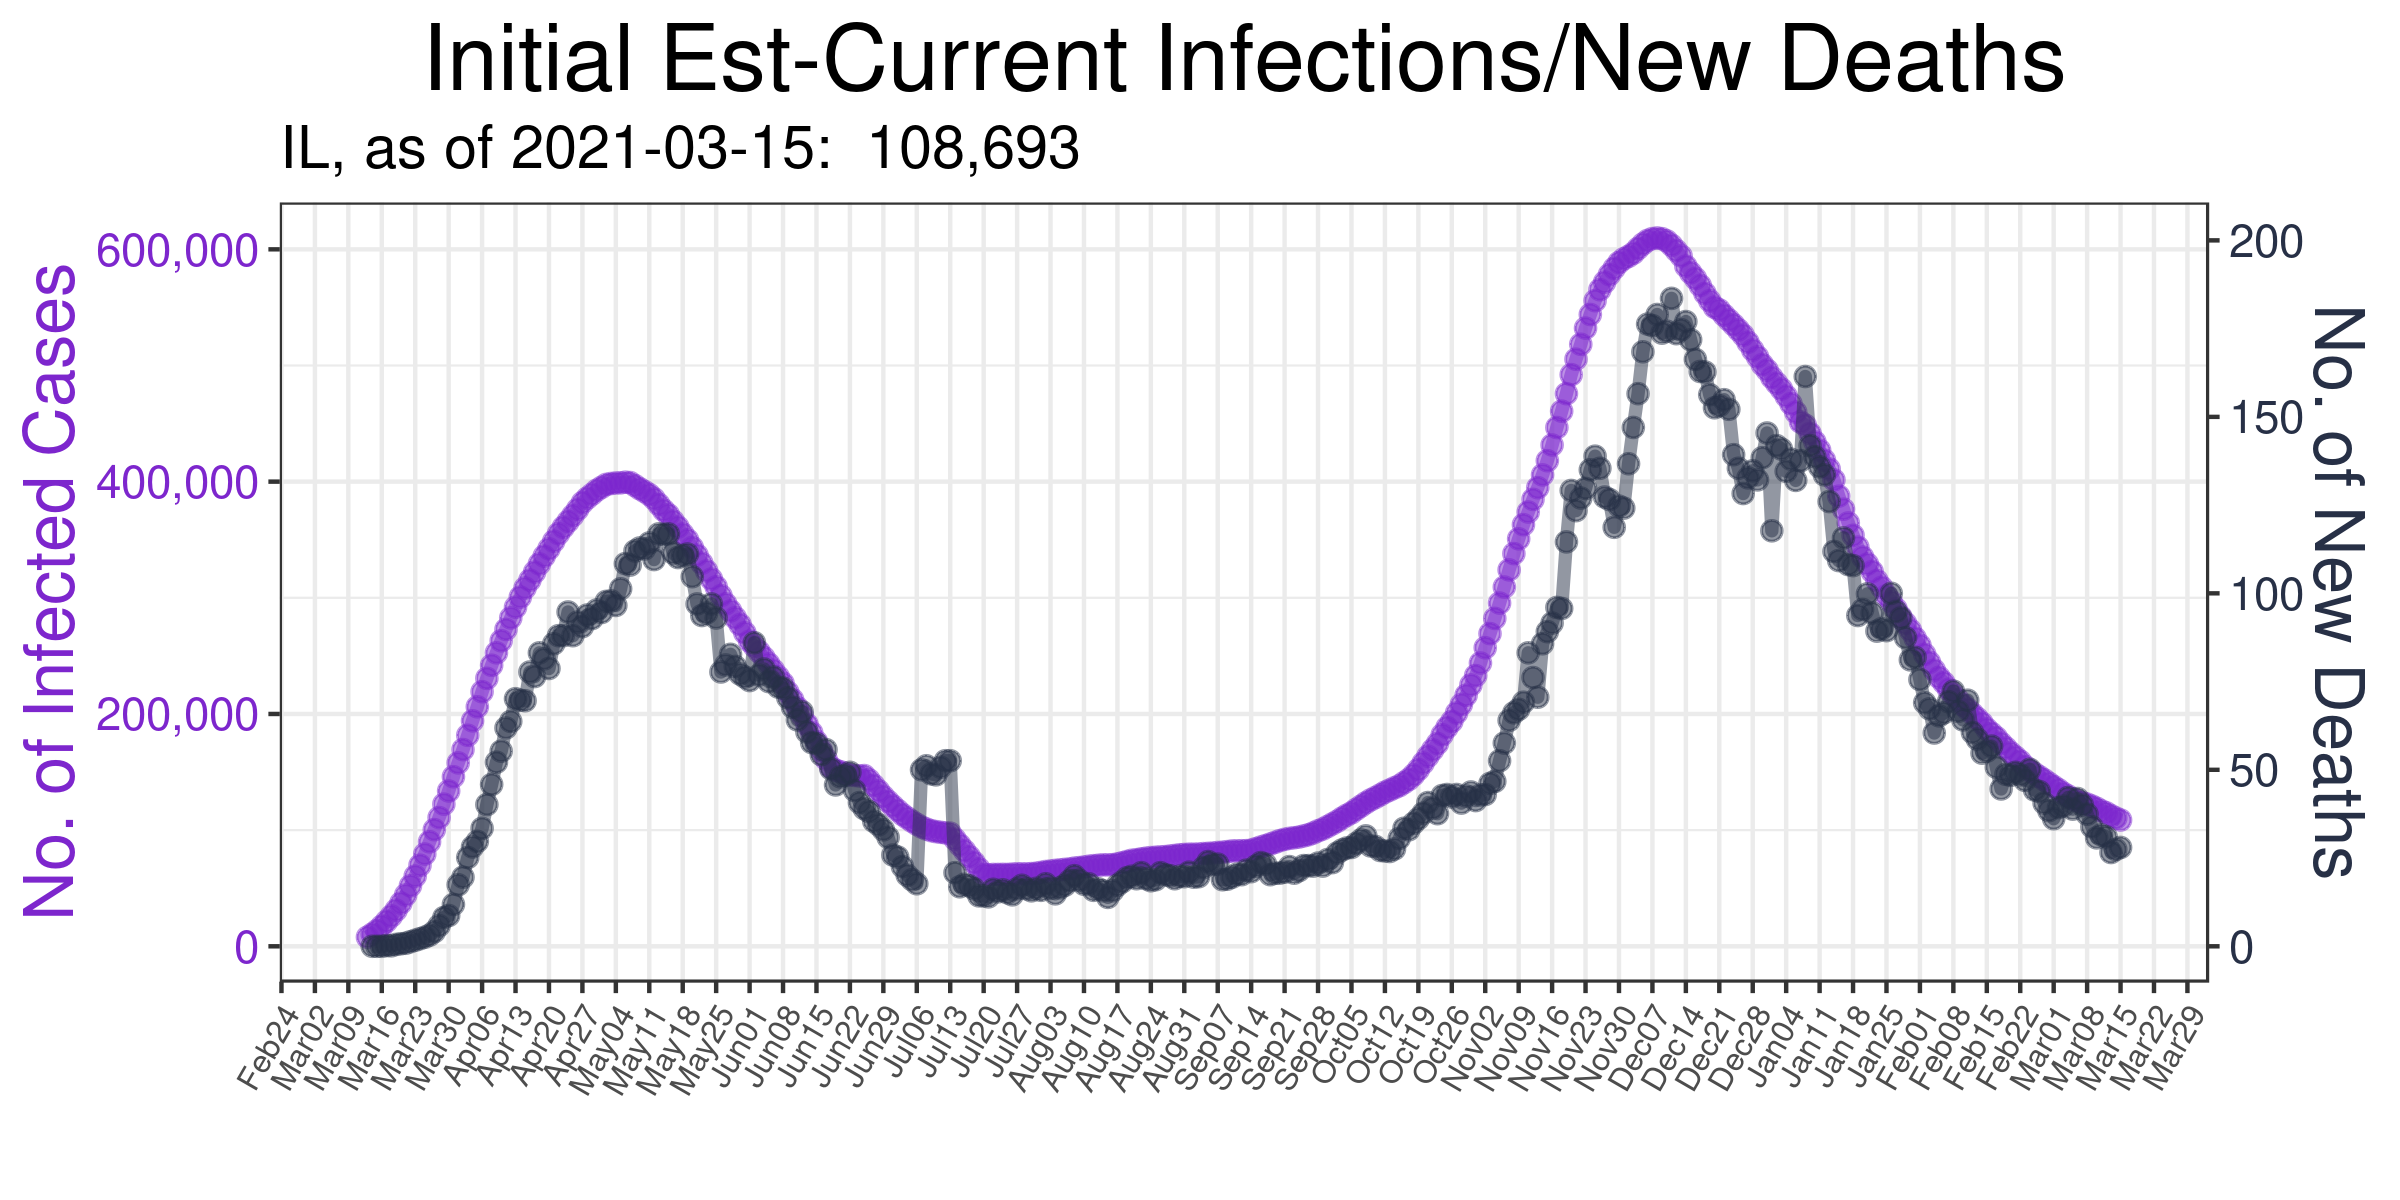 Initial Est-Current Infections/New Deaths
IL, as of 2021-03-15:  108,693
No. of Infected Cases
600,000
400,000
200,000
0
200
150
100
50
0
No. of New Deaths
Feb24
Mar02
Mar09
Mar16
Mar23
Mar30
Apr06
Apr13
Apr20
Apr27
May04
May11
May18
May25
Jun01
Jun08
Jun15
Jun22
Jun29
Jul06
Jul13
Jul20
Jul27
Aug03
Aug10
Aug17
Aug24
Aug31
Sep07
Sep14
Sep21
Sep28
Oct05
Oct12
Oct19
Oct26
Nov02
Nov09
Nov16
Nov23
Nov30
Dec07
Dec14
Dec21
Dec28
Jan04
Jan11
Jan18
Jan25
Feb01
Feb08
Feb15
Feb22
Mar01
Mar08
Mar15
Mar22
Mar29